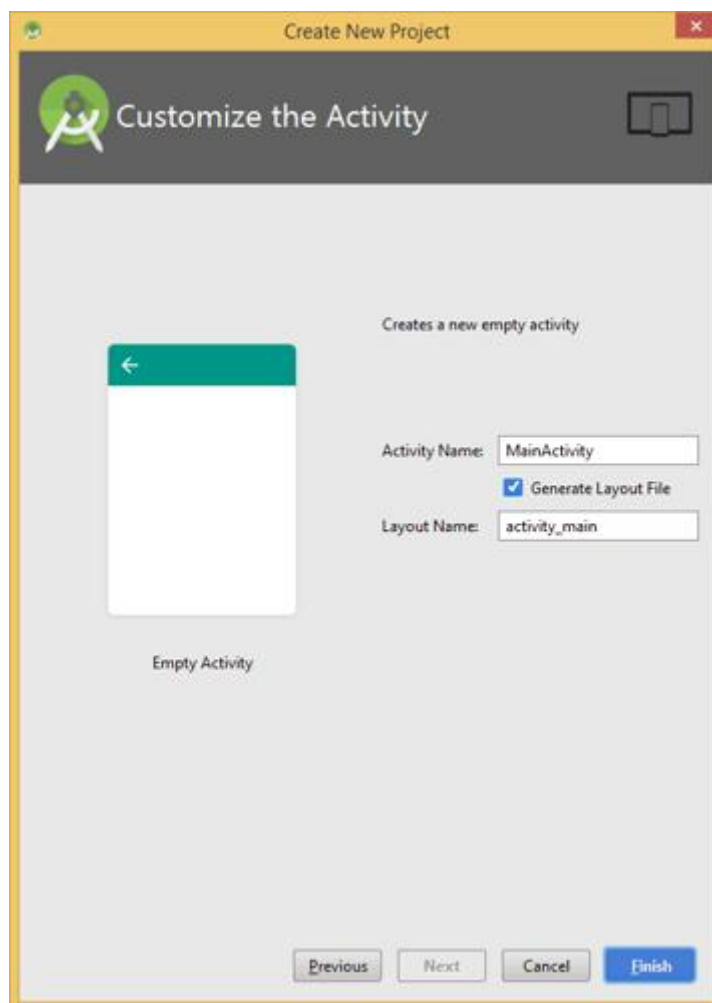 Create New Project
Customize the Activity
Creates a new empty activity
Activity Name: MainActivity
Generate Layout File
Layout Name: activity_main
Empty Activity
Previous Next Cancel Finish